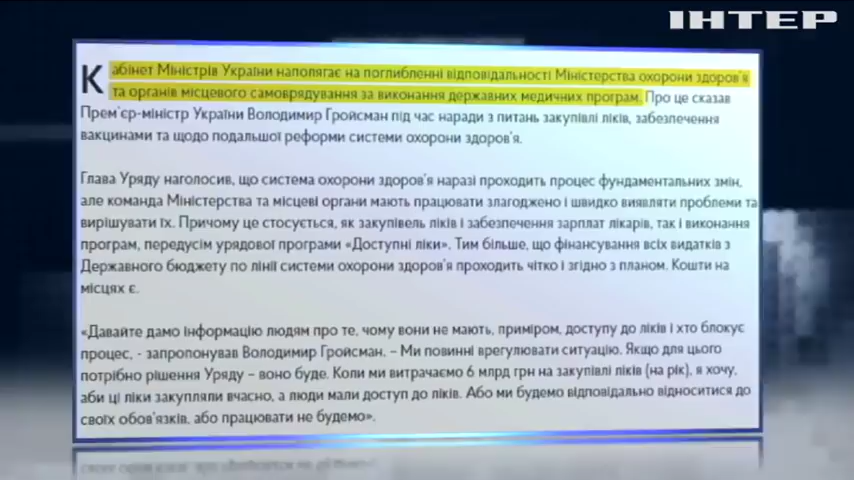 ІНТЕР
Кабінет Міністрів України наполягає на поглибленні відповідальності Міністерства охорони здоров'я
та органів місцевого самоврядування за виконання державних медичних програм. Про це сказав
Прем'єр-міністр України Володимир Гройсман під час наради з питань закупівлі ліків, забезпечення
вакцинами та щодо подальшої реформи системи охорони здоров'я.
Глава Уряду наголосив, що система охорони здоров'я наразі проходить процес фундаментальних змін,
але команда Міністерства та місцеві органи мають працювати злагоджено і швидко виявляти проблеми та
вирішувати їх. Причому це стосується, як закупівель ліків і забезпечення зарплат лікарів, так і виконання
програм, передусім урядової програми «Доступні ліки». Тим більше, що фінансування всіх видатків з
Державного бюджету по лінії системи охорони здоров'я проходить чітко і згідно з планом. Кошти на
місцях є.
«Давайте дамо інформацію людям про те, чому вони не мають, приміром, доступу до ліків і хто блокує
процес, - запропонував Володимир Гройсман. – Ми повинні врегулювати ситуацію. Якщо для цього
потрібно рішення Уряду – воно буде. Коли ми витрачаємо 6 млрд грн на закупівлі ліків (на рік), я хочу,
аби ці ліки закупляли вчасно, а люди мали доступ до ліків. Або ми будемо відповідально відноситися до
своїх обов'язків, або працювати не будемо».